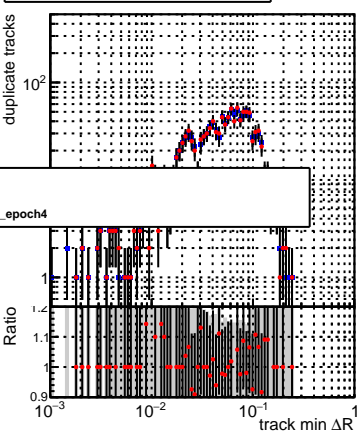 duplicate tracks
10²
_epoch4
1
Ratio
1.2
1.1
1
0.9
10⁻³
10⁻²
10⁻¹
1
track min ΔR